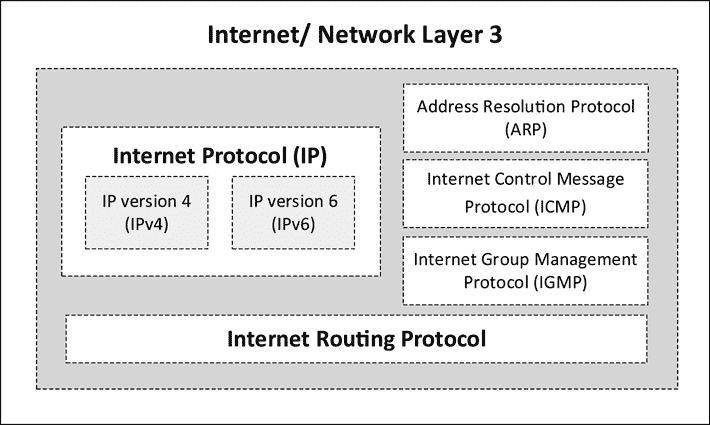 Internet/ Network Layer 3
Internet Protocol (IP)
IP version 4
(IPv4)
IP version 6
(IPv6)
Address Resolution Protocol
(ARP)
Internet Control Message
Protocol (ICMP)
Internet Group Management
Protocol (IGMP)
Internet Routing Protocol